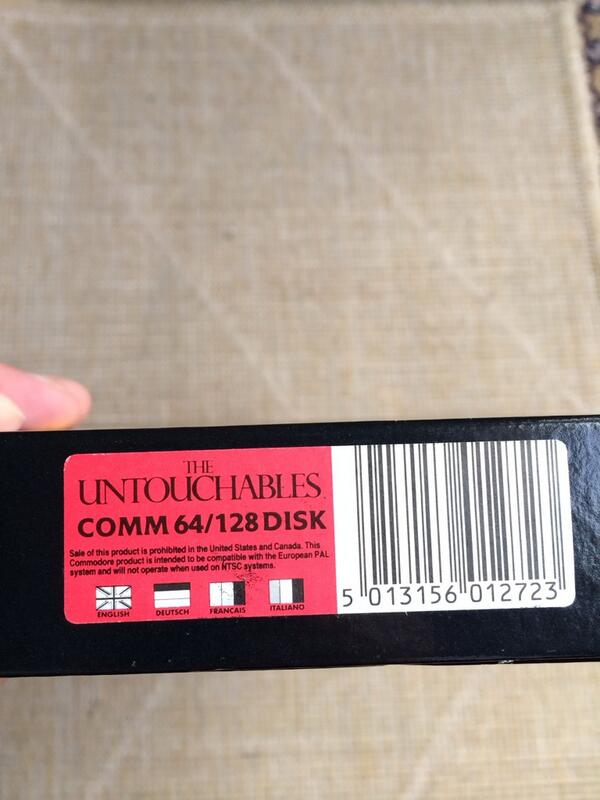 THE
UNTOUCHABLES
COMM 64/128 DISK
Sale of this product is prohibited in the United States and Canada. This
Commodore product is intended to be compatible with the European PAL
system and will not operate when used on NTSC systems.
ENGLISH DEUTSCH FRANÇAIS ITALIANO
5 013156 012723